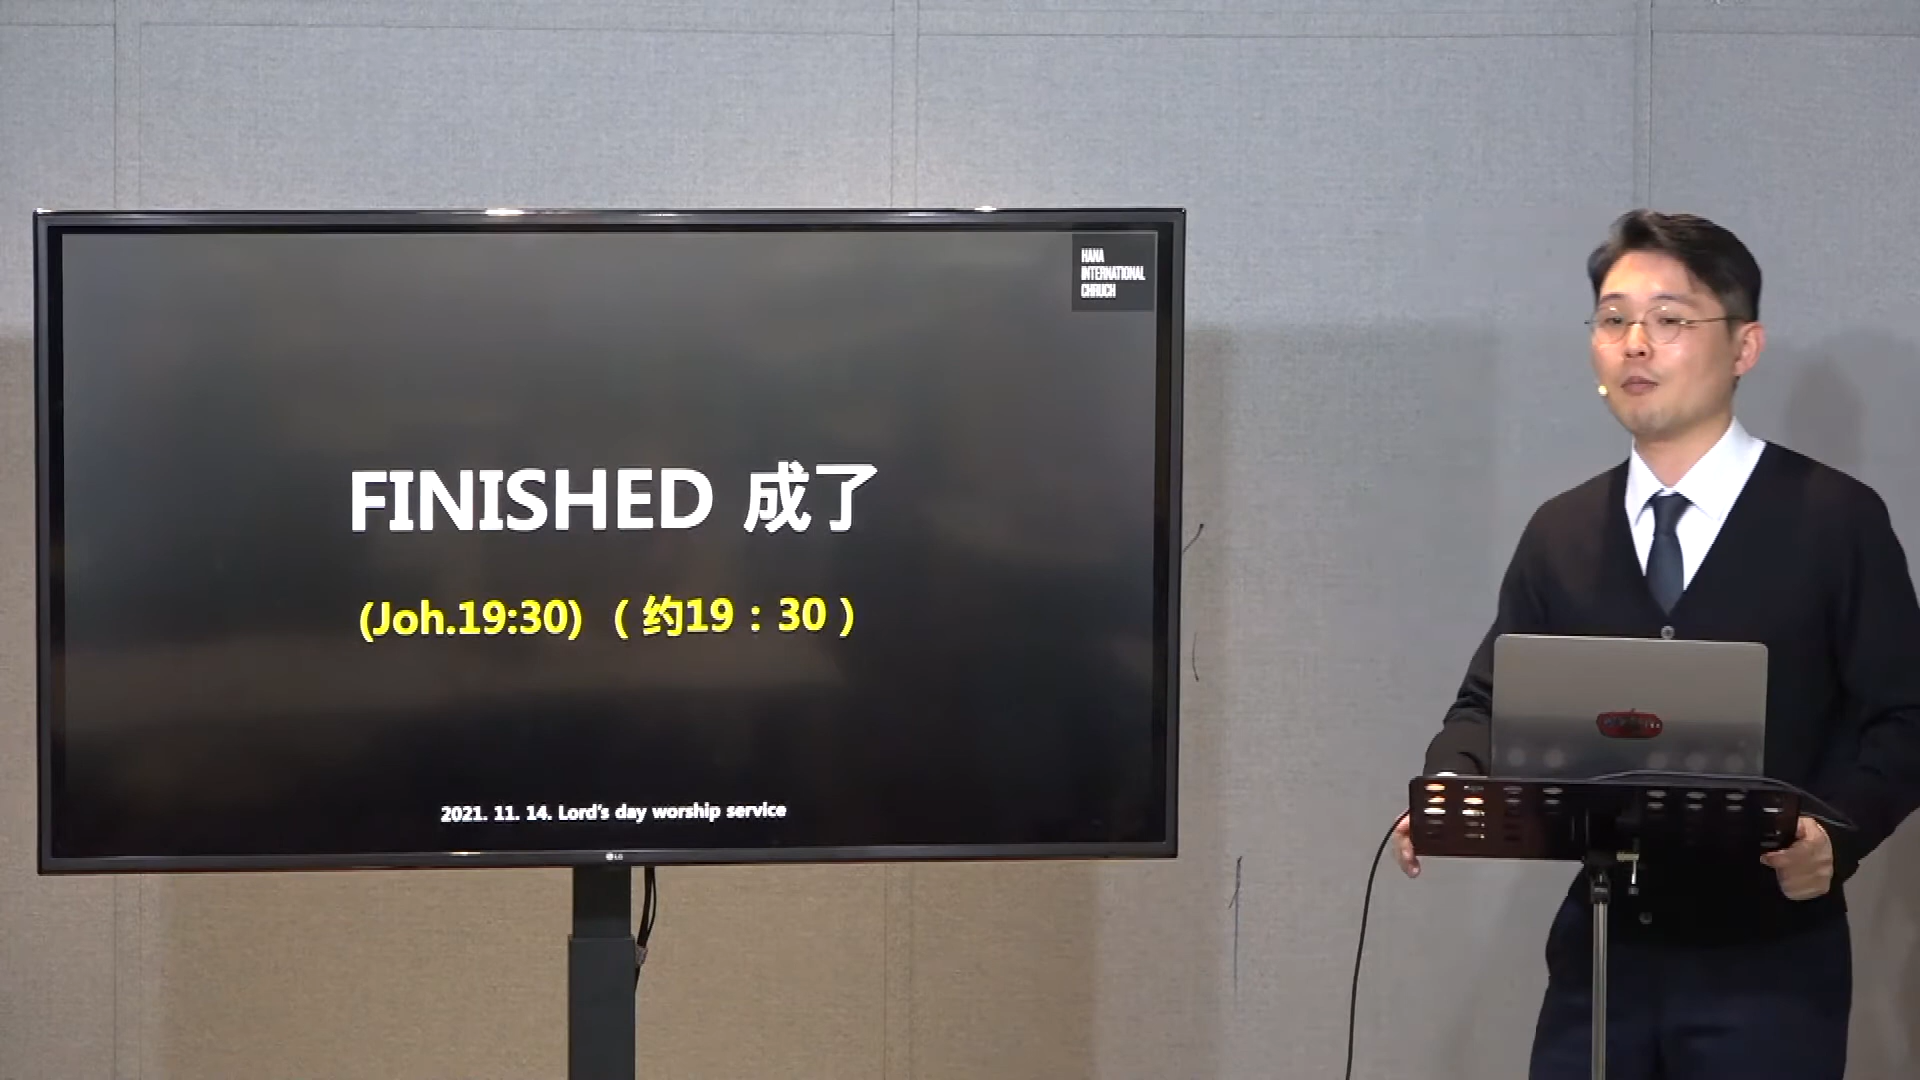 HANA
INTERNATIONAL
CHRUCH
FINISHED 成了
(Joh.19:30) （约19：30）
2021. 11. 14. Lord's day worship service
LG